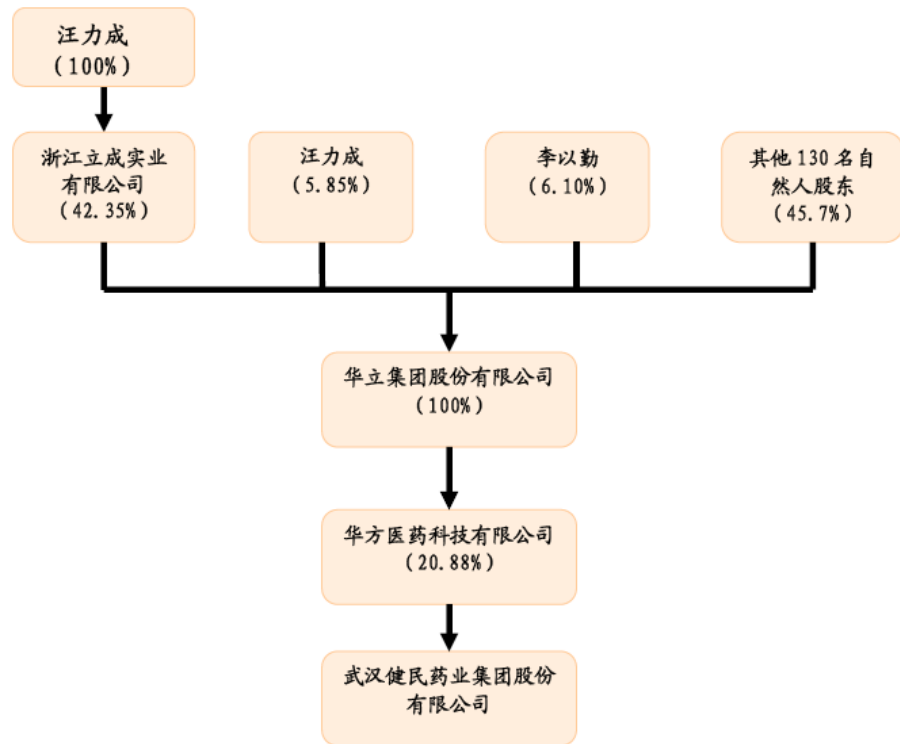 汪力成
(100%)
浙江立成实业
有限公司
(42.35%)
汪力成
(5.85%)
李以勤
(6.10%)
其他 130 名自
然人股东
(45.7%)
华立集团股份有限公司
(100%)
华方医药科技有限公司
(20.88%)
武汉健民药业集团股份
有限公司